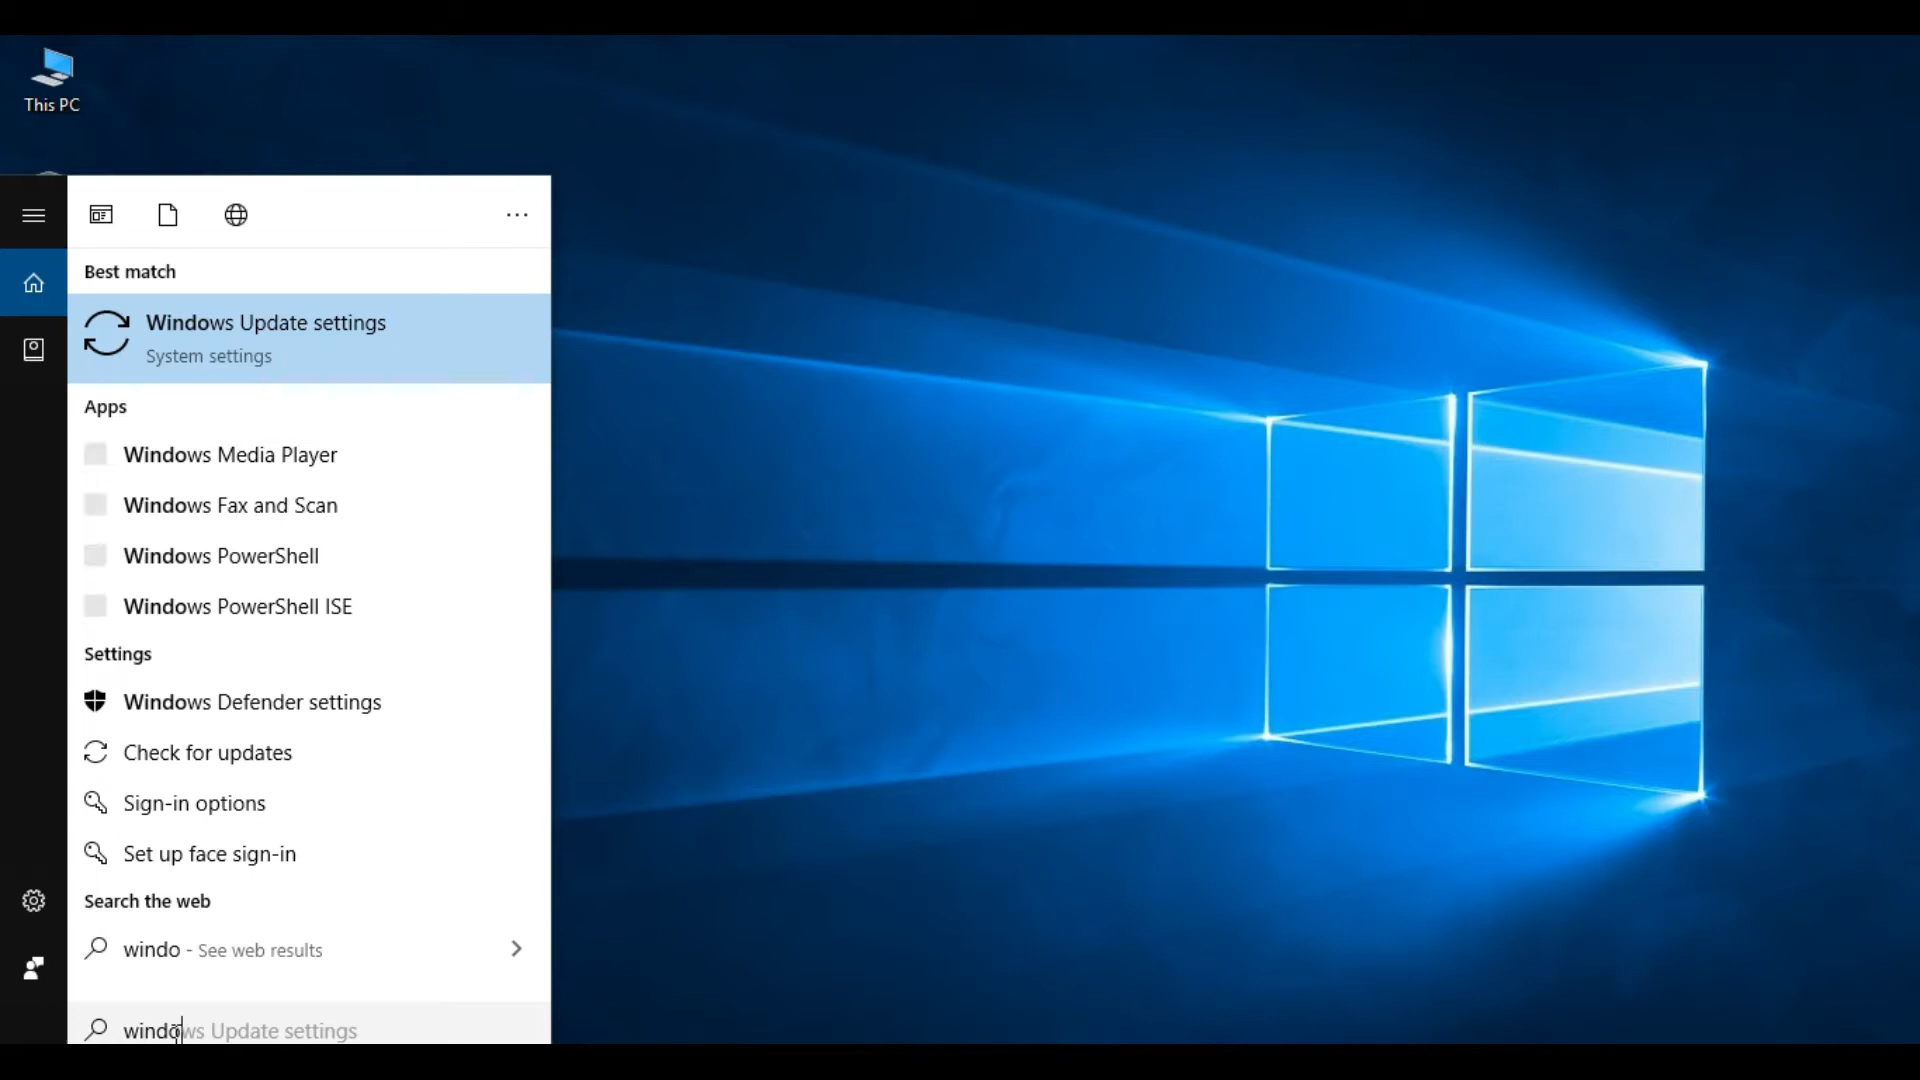 This PC
Best match
Windows Update settings
System settings
Apps
Windows Media Player
Windows Fax and Scan
Windows PowerShell
Windows PowerShell ISE
Settings
Windows Defender settings
Check for updates
Sign-in options
Set up face sign-in
Search the web
windo - See web results
windows Update settings